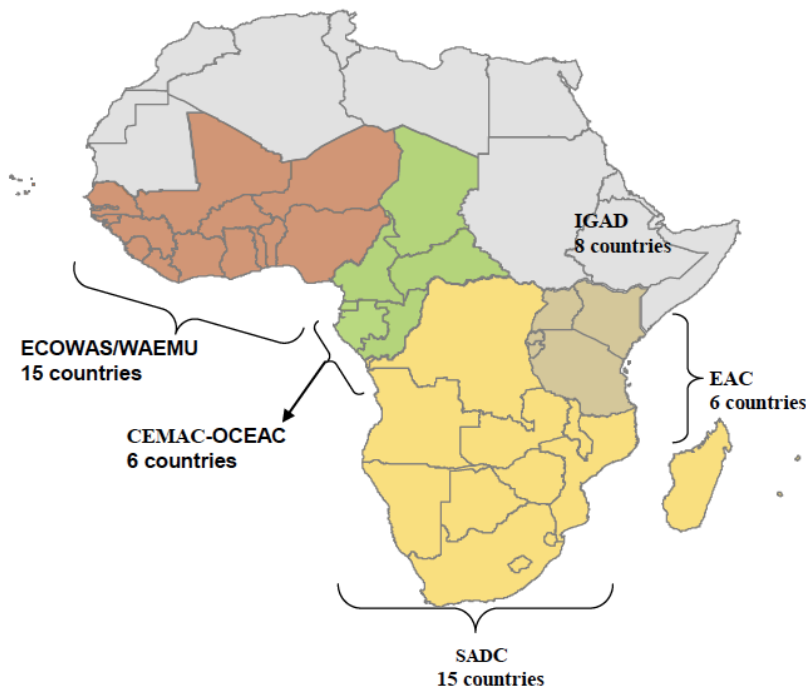 IGAD
8 countries
ECOWAS/WAEMU
15 countries
EAC
6 countries
CEMAC-OCEAC
6 countries
SADC
15 countries